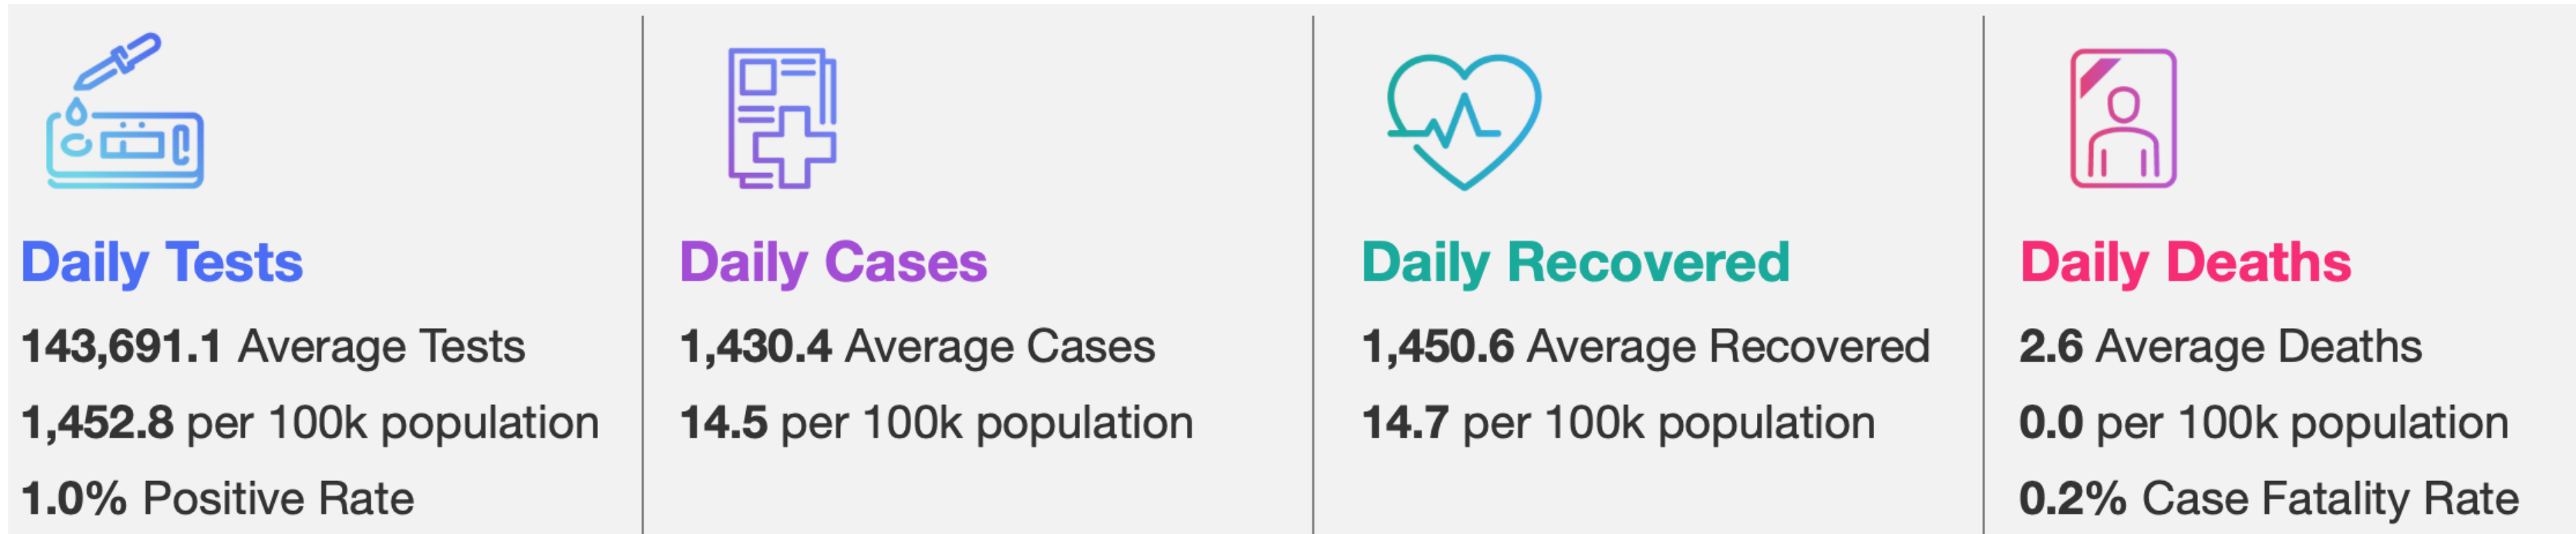 Daily Tests
143,691.1 Average Tests
1,452.8 per 100k population
1.0% Positive Rate
Daily Cases
1,430.4 Average Cases
14.5 per 100k population
Daily Recovered
1,450.6 Average Recovered
14.7 per 100k population
Daily Deaths
2.6 Average Deaths
0.0 per 100k population
0.2% Case Fatality Rate